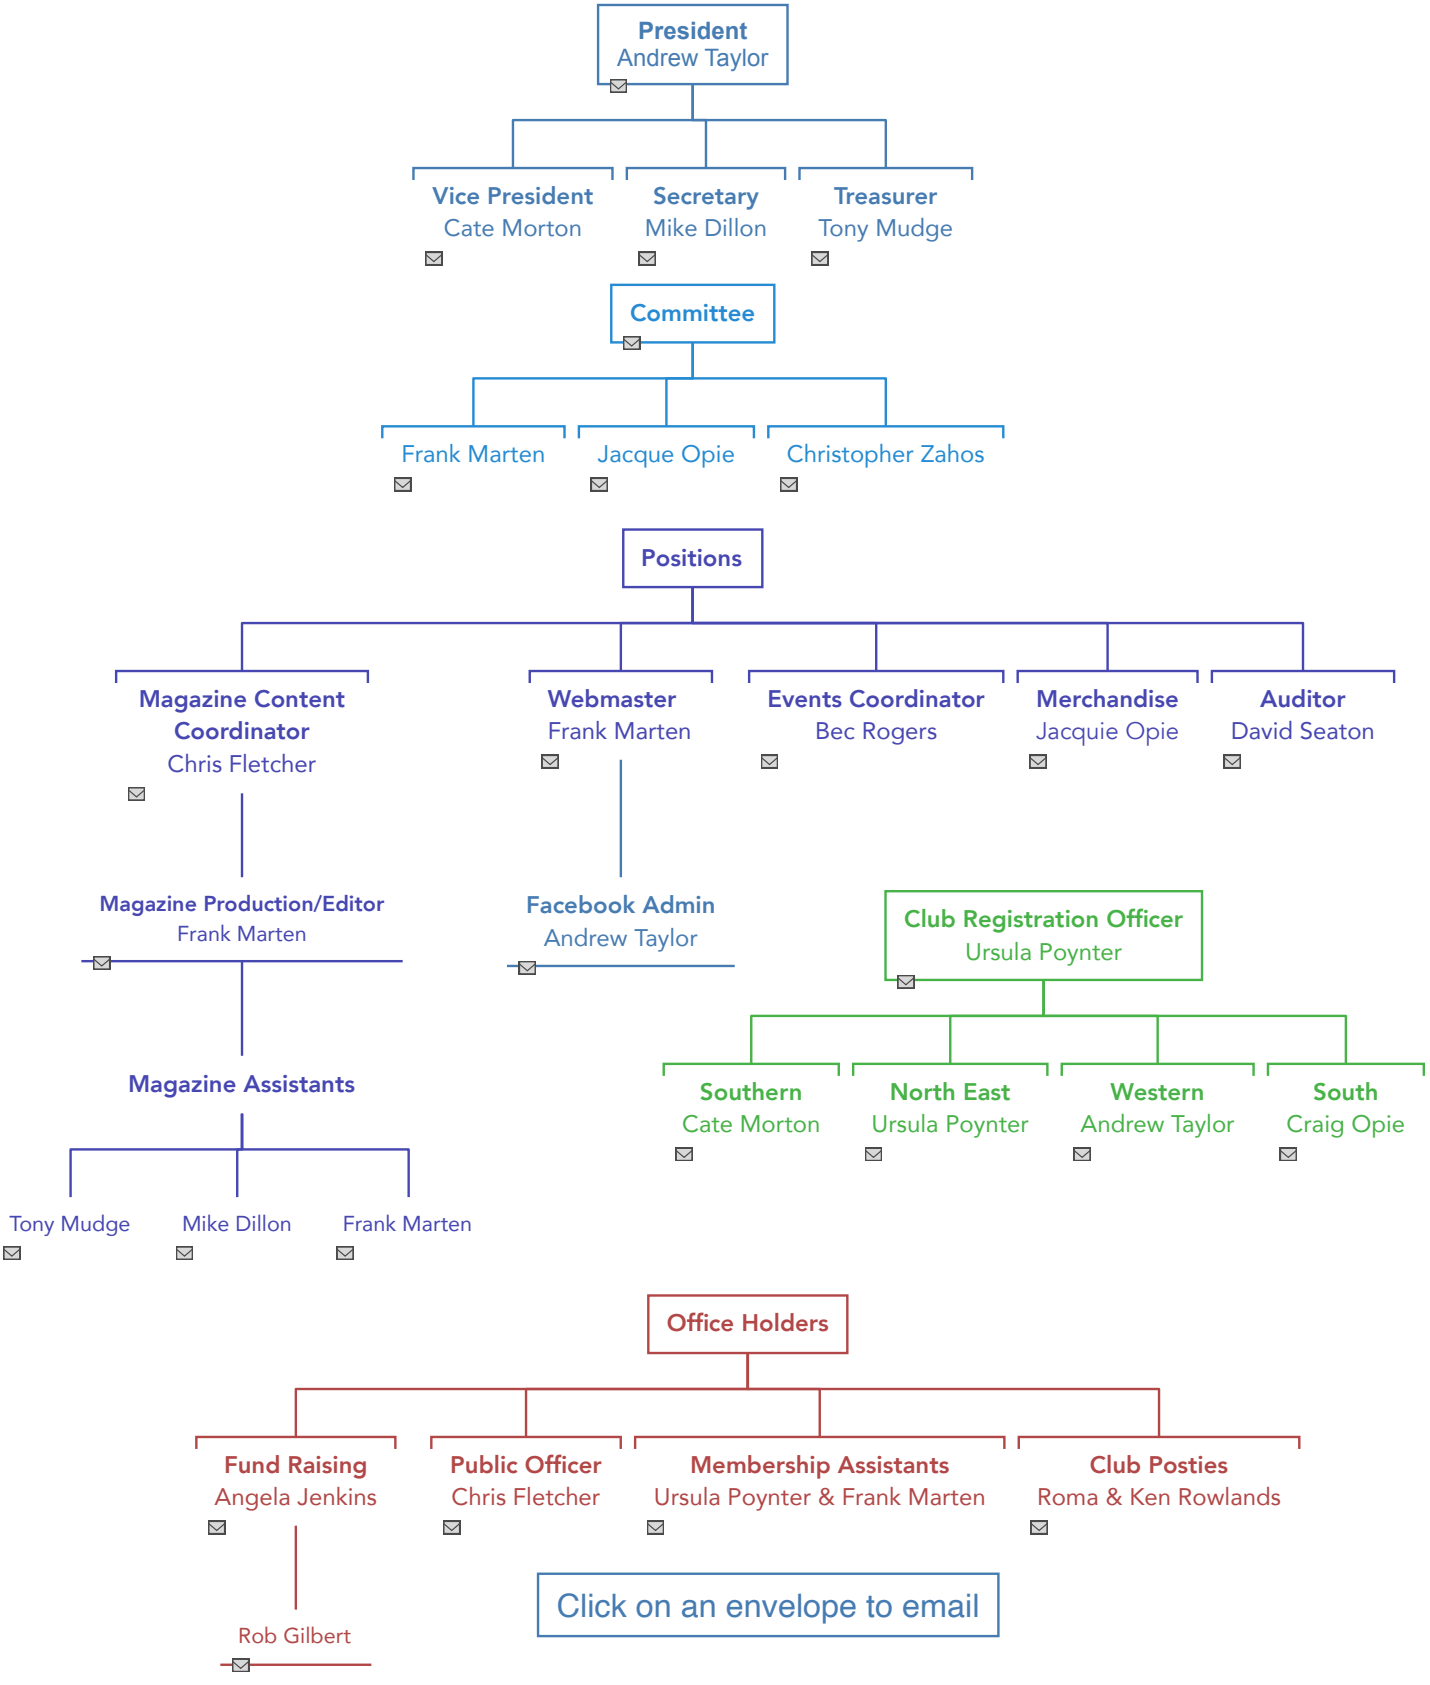 President
Andrew Taylor
Vice President
Cate Morton
Secretary
Mike Dillon
Treasurer
Tony Mudge
Committee
Frank Marten
Jacque Opie
Christopher Zahos
Positions
Magazine Content
Coordinator
Chris Fletcher
Webmaster
Frank Marten
Events Coordinator
Bec Rogers
Merchandise
Jacquie Opie
Auditor
David Seaton
Magazine Production/Editor
Frank Marten
Facebook Admin
Andrew Taylor
Club Registration Officer
Ursula Poynter
Magazine Assistants
Southern
Cate Morton
North East
Ursula Poynter
Western
Andrew Taylor
South
Craig Opie
Tony Mudge
Mike Dillon
Frank Marten
Office Holders
Fund Raising
Angela Jenkins
Public Officer
Chris Fletcher
Membership Assistants
Ursula Poynter & Frank Marten
Club Posties
Roma & Ken Rowlands
Click on an envelope to email
Rob Gilbert